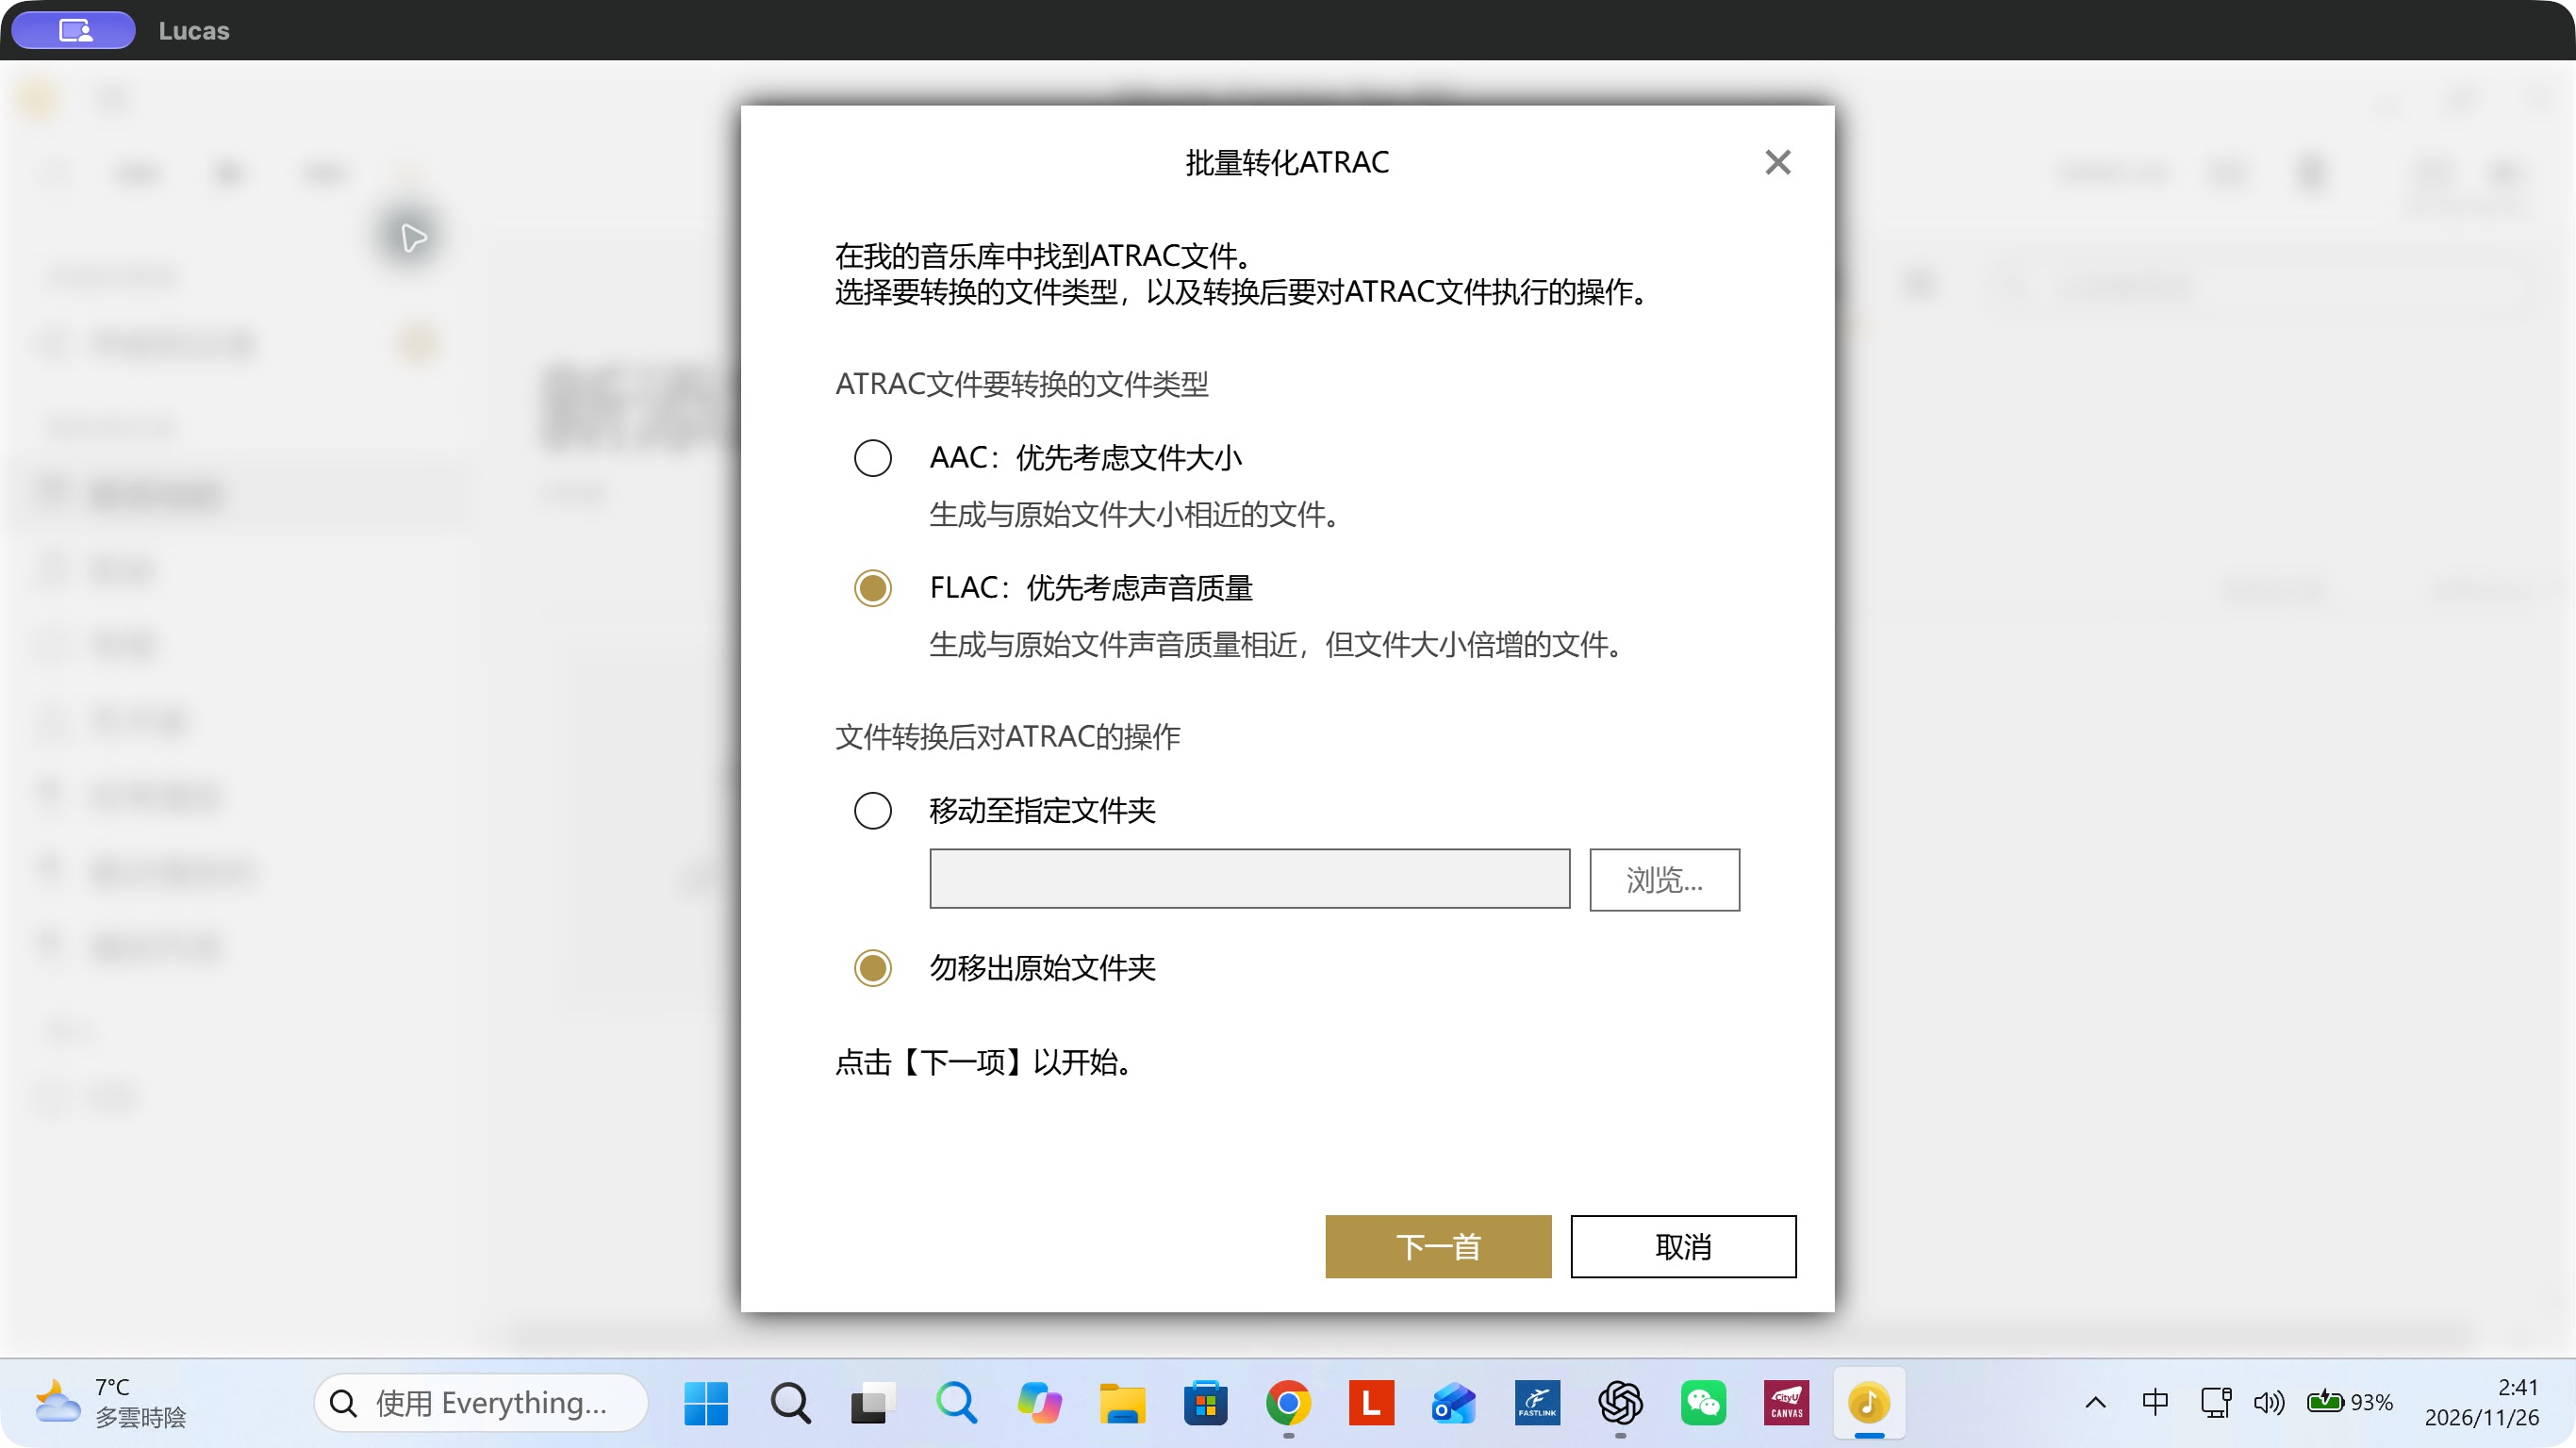 Lucas
批量转化ATRAC
在我的音乐库中找到ATRAC文件。
选择要转换的文件类型，以及转换后要对ATRAC文件执行的操作。
ATRAC文件要转换的文件类型
AAC：优先考虑文件大小
生成与原始文件大小相近的文件。
FLAC：优先考虑声音质量
生成与原始文件声音质量相近，但文件大小倍增的文件。
文件转换后对ATRAC的操作
移动至指定文件夹
浏览...
勿移出原始文件夹
点击【下一项】以开始。
下一首
取消
7°C
多雲時陰
使用 Everything...
L
FASTLINK
CityU
CANVAS
中
93%
2:41
2026/11/26